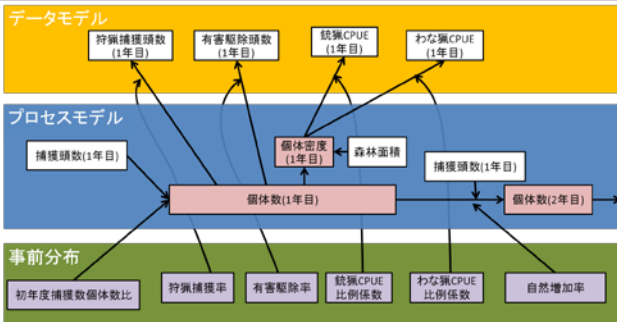 データモデル
狩猟捕獲頭数
(1年目)
有害駆除頭数
(1年目)
銃猟CPUE
(1年目)
わな猟CPUE
(1年目)
プロセスモデル
捕獲頭数(1年目)
個体密度
(1年目)
森林面積
捕獲頭数(1年目)
個体数(1年目)
個体数(2年目)
事前分布
初年度捕獲数個体数比
狩猟捕獲率
有害駆除率
銃猟CPUE
比例係数
わな猟CPUE
比例係数
自然増加率